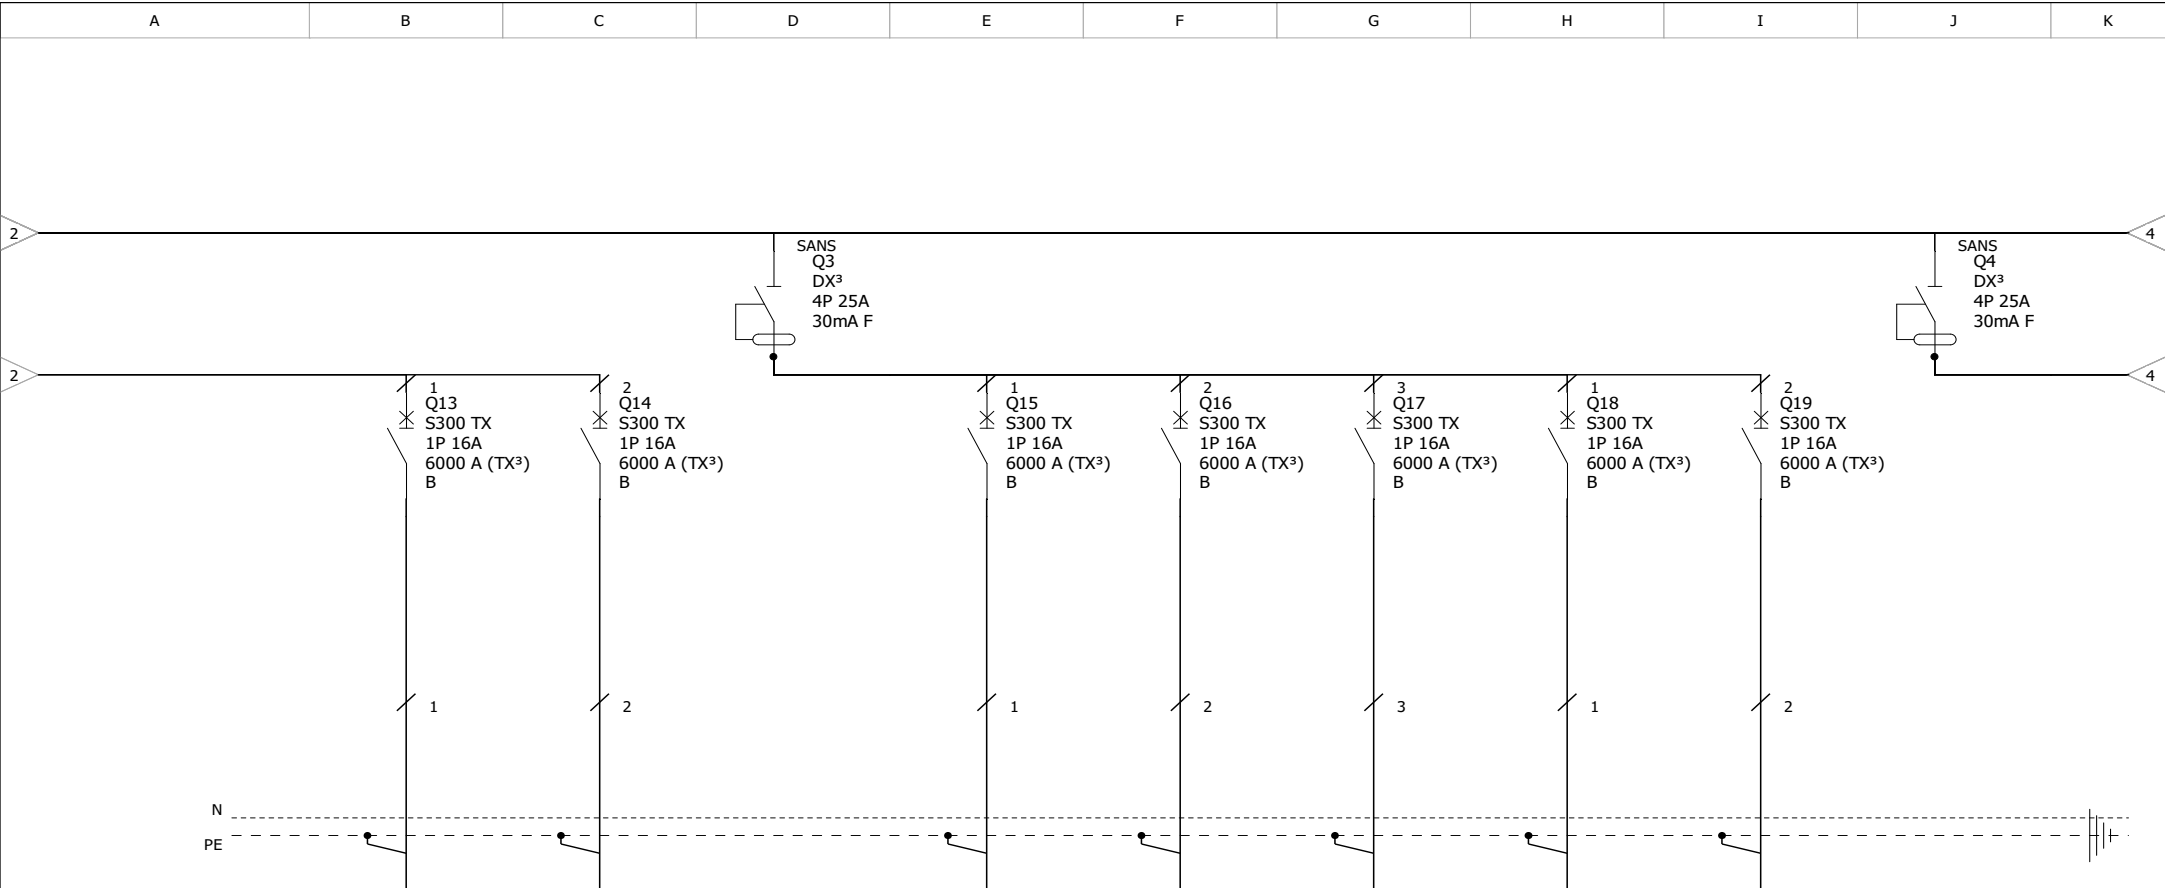 A B C D E F G H I J K
2
4
SANS
Q3
DX³
4P 25A
30mA F
SANS
Q4
DX³
4P 25A
30mA F
2
4
1
Q13
S300 TX
1P 16A
6000 A (TX³)
B
2
Q14
S300 TX
1P 16A
6000 A (TX³)
B
1
Q15
S300 TX
1P 16A
6000 A (TX³)
B
2
Q16
S300 TX
1P 16A
6000 A (TX³)
B
3
Q17
S300 TX
1P 16A
6000 A (TX³)
B
1
Q18
S300 TX
1P 16A
6000 A (TX³)
B
2
Q19
S300 TX
1P 16A
6000 A (TX³)
B
1 2 1 2 3 1 2
N
PE